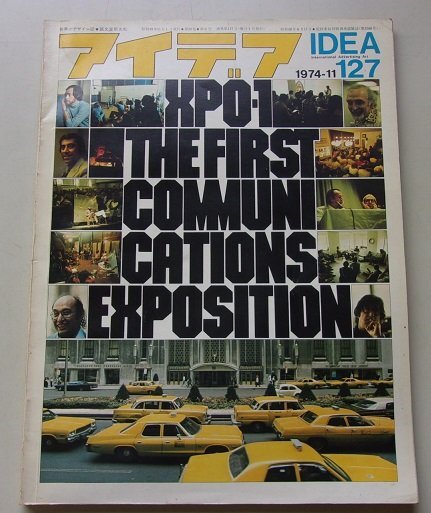 アイデア
IDEA
International Advertising Art
1974-11
127
XPO·1
THE FIRST
COMMUNI
CATIONS
EXPOSITION